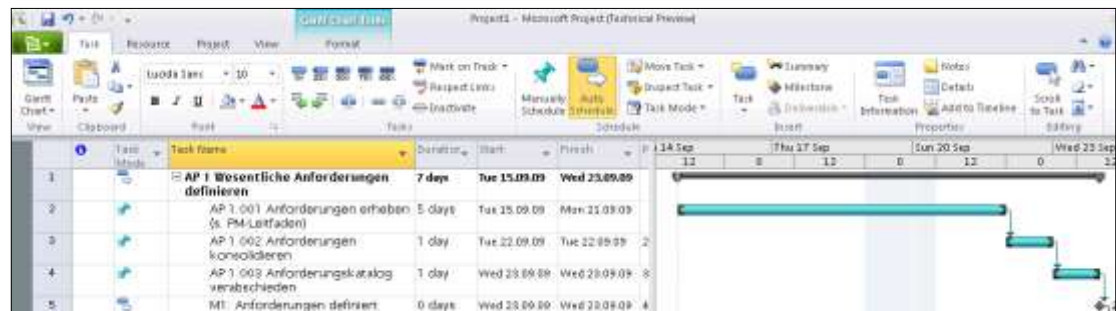 Project1 - Microsoft Project (Technical Preview)
Task Resource Project View Format
Lucida Sans 10
Mark on Track
Respect Links
Inactivate
Manually Schedule
Auto Schedule
Move Task
Inspect Task
Task Mode
Task
Summary
Milestone
Deliverable
Task Information
Notes
Details
Add to Timeline
Scroll to Task
Gantt Chart
Paste
B I U
View Clipboard Font Tasks Schedule Insert Properties Editing
Task Mode Task Name Duration Start Finish 14 Sep Thu 17 Sep Sun 20 Sep Wed 23 Sep
12 0 12 0 12 0 12
1 AP 1 Wesentliche Anforderungen definieren 7 days Tue 15.09.09 Wed 23.09.09
2 AP 1.001 Anforderungen erheben (s. PM-Leitfaden) 5 days Tue 15.09.09 Mon 21.09.09
3 AP 1.002 Anforderungen konsolidieren 1 day Tue 22.09.09 Tue 22.09.09 2
4 AP 1.003 Anforderungskatalog verabschieden 1 day Wed 23.09.09 Wed 23.09.09 3
5 M1: Anforderungen definiert 0 days Wed 23.09.09 Wed 23.09.09 4